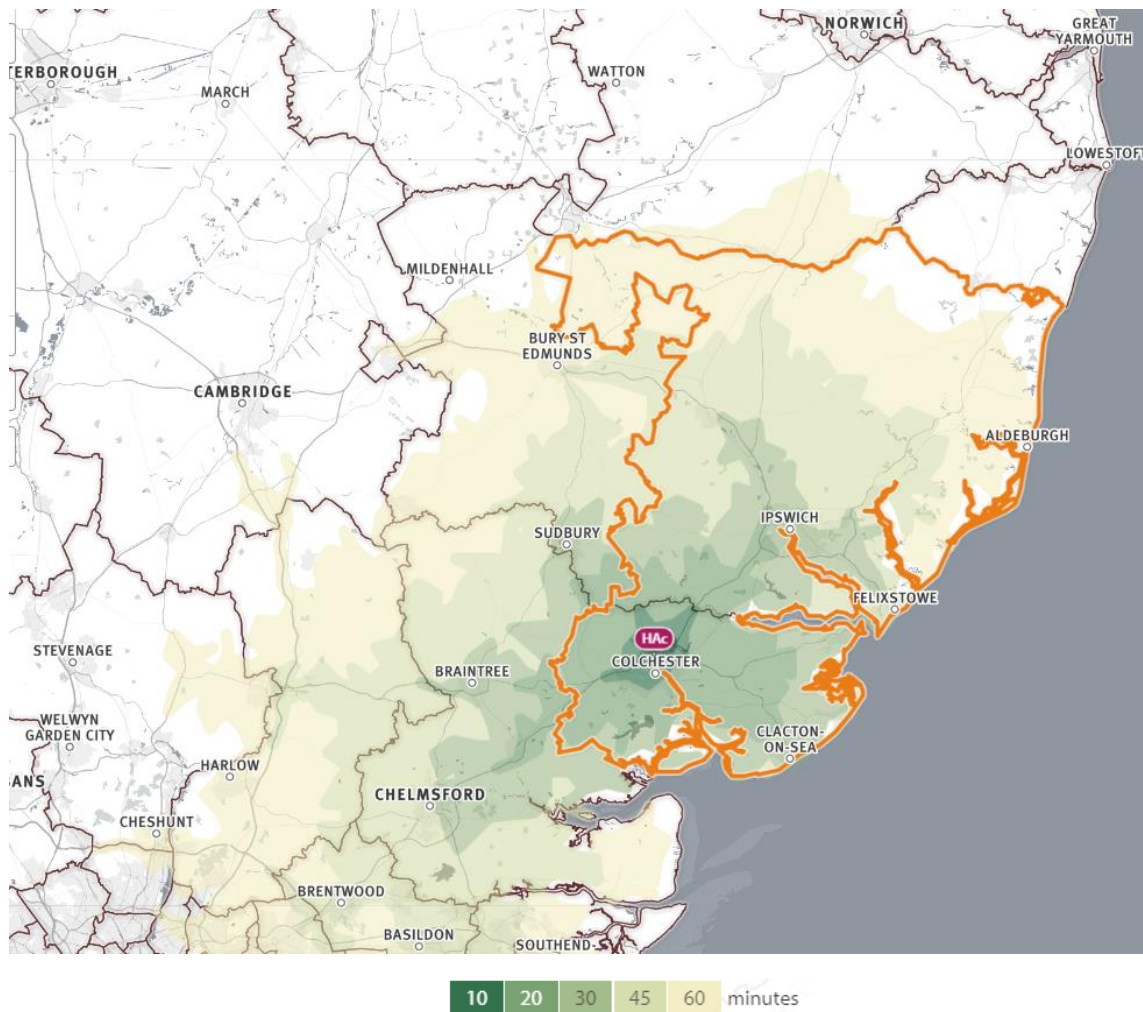 NORWICH
GREAT
YARMOUTH
TERBOROUGH
WATTON
MARCH
LOWESTOFT
MILDENHALL
BURY ST
EDMUNDS
CAMBRIDGE
ALDEBURGH
IPSWICH
SUDBURY
FELIXSTOWE
HAc
STEVENAGE
COLCHESTER
BRAINTREE
WELWYN
GARDEN CITY
CLACTON-
ON-SEA
HARLOW
ANS
CHELMSFORD
CHESHUNT
BRENTWOOD
BASILDON
SOUTHEND-
10 20 30 45 60 minutes